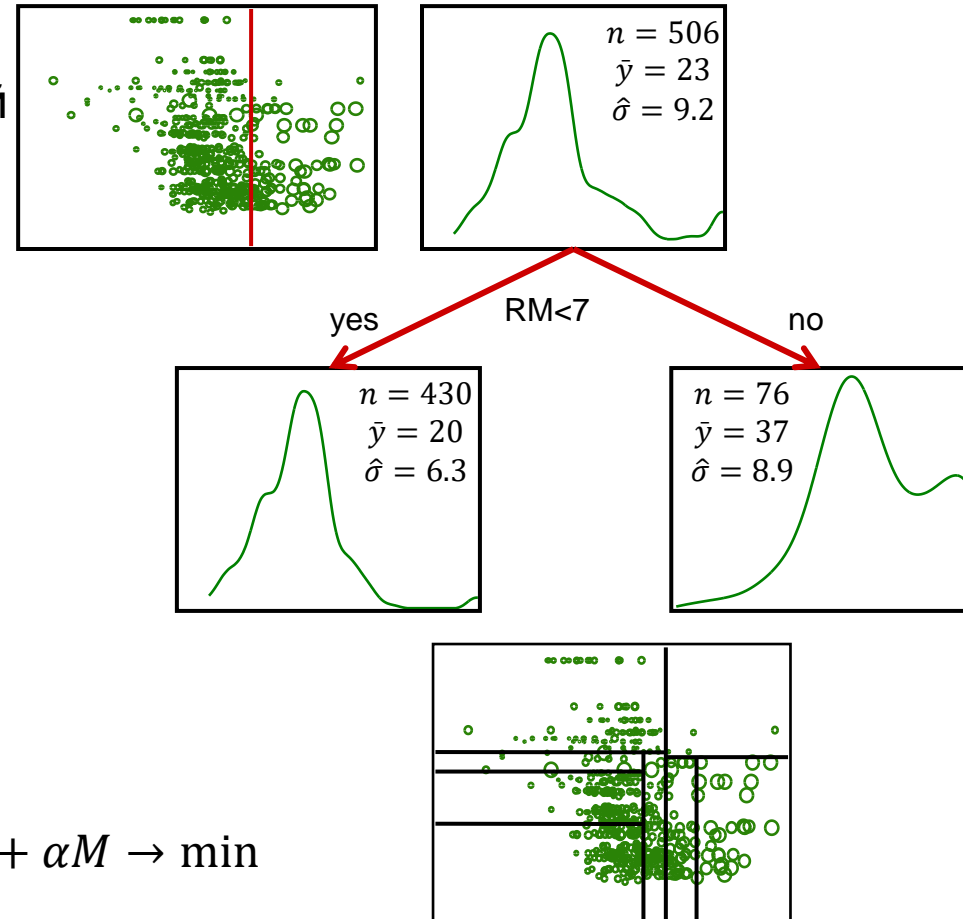 й
n = 506
ȳ = 23
σ̂ = 9.2
RM<7
yes
no
n = 430
ȳ = 20
σ̂ = 6.3
n = 76
ȳ = 37
σ̂ = 8.9
+ αM → min